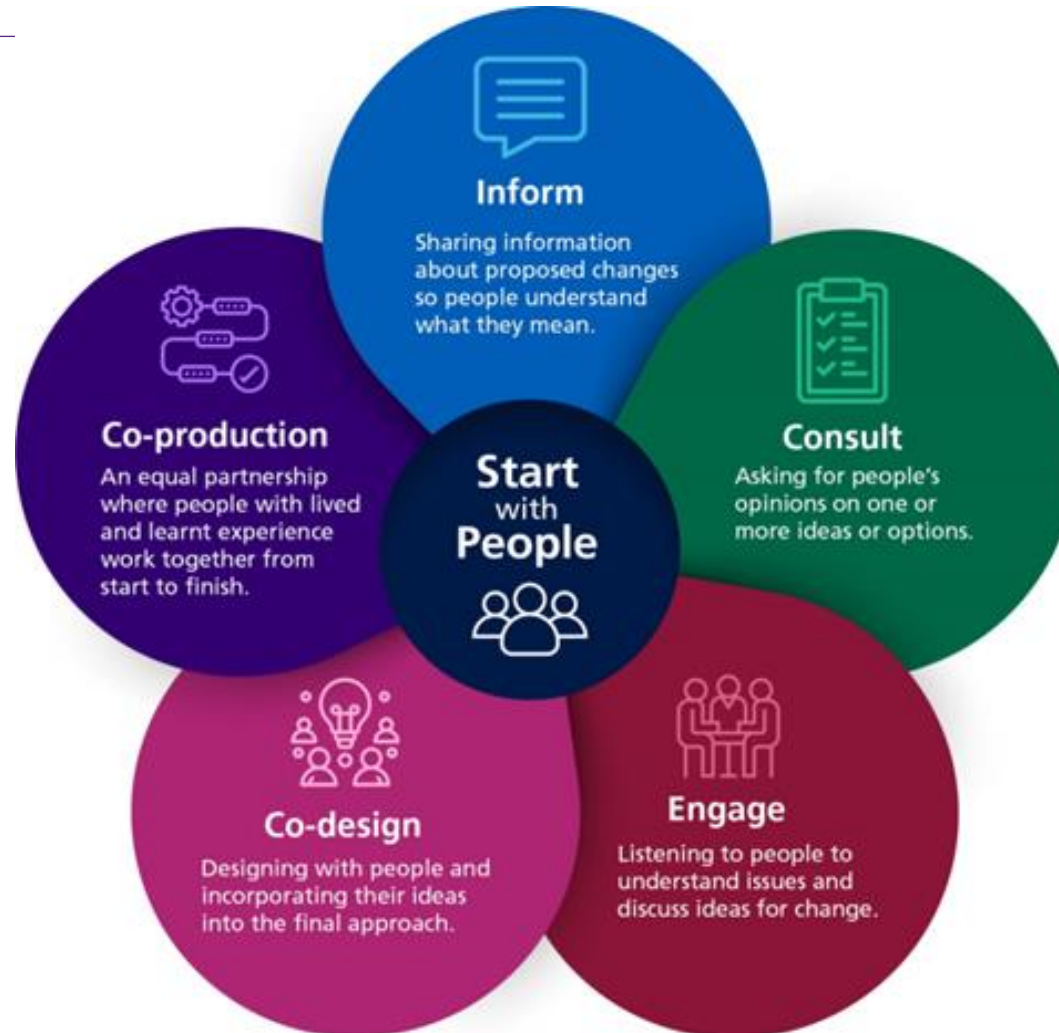 Inform
Sharing information
about proposed changes
so people understand
what they mean.
Consult
Asking for people's
opinions on one or
more ideas or options.
Engage
Listening to people to
understand issues and
discuss ideas for change.
Co-design
Designing with people and
incorporating their ideas
into the final approach.
Co-production
An equal partnership
where people with lived
and learnt experience
work together from
start to finish.
Start
with
People